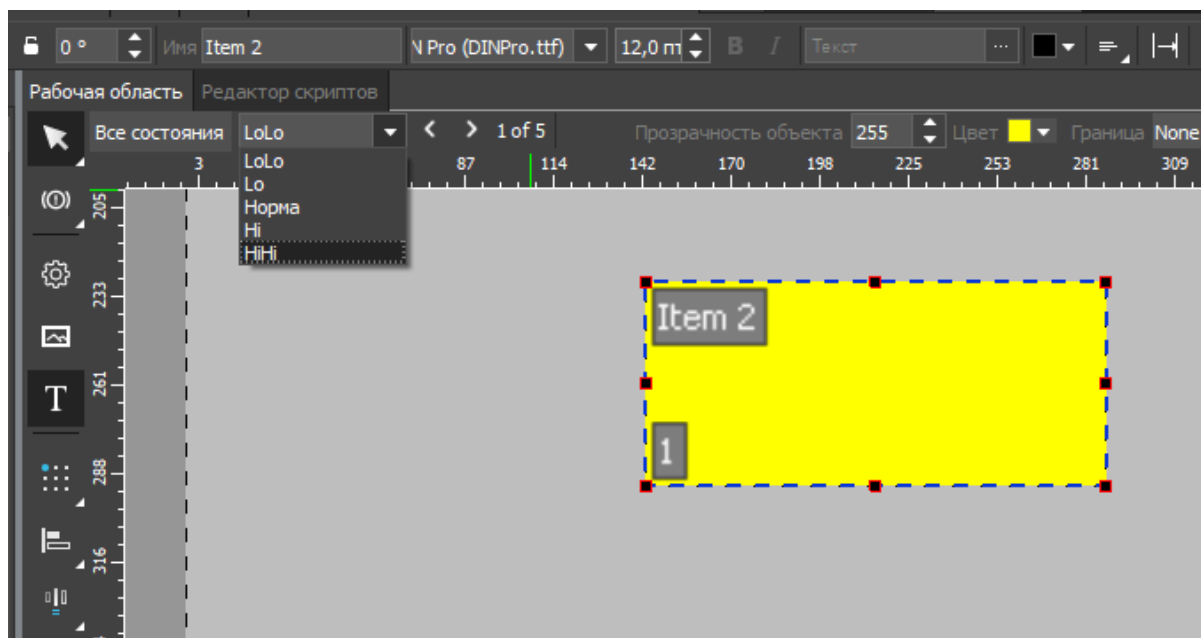 0 ° Имя Item 2 N Pro (DINPro.ttf) 12,0 пт B I Текст ...
Рабочая область Редактор скриптов
Все состояния LoLo 1 of 5 Прозрачность объекта 255 Цвет Граница None
3 87 114 142 170 198 225 253 281 309
LoLo
Lo
Норма
Hi
HiHi
205
233
261
288
316
T
Item 2
1